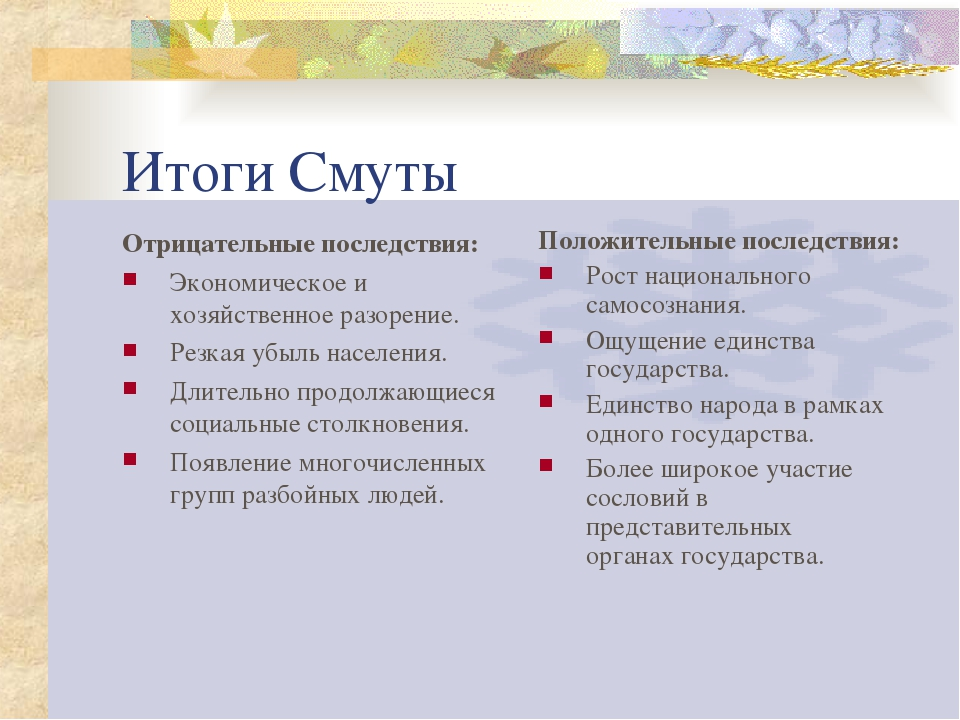 Итоги Смуты
Отрицательные последствия:
Экономическое и
хозяйственное разорение.
Резкая убыль населения.
Длительно продолжающиеся
социальные столкновения.
Появление многочисленных
групп разбойных людей.
Положительные последствия:
Рост национального
самосознания.
Ощущение единства
государства.
Единство народа в рамках
одного государства.
Более широкое участие
сословий в
представительных
органах государства.